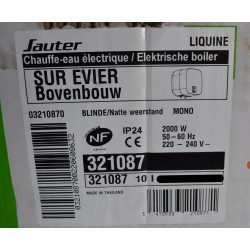 Sauter LIQUINE
Chauffe-eau électrique / Elektrische boiler
SUR EVIER
Bovenbouw
03210870 BLINDE/Natte weerstand MONO
NF IP24 2000 W
50 - 60 Hz
220 - 240 V~
321087
321087 10 l
MADE IN THAILAND